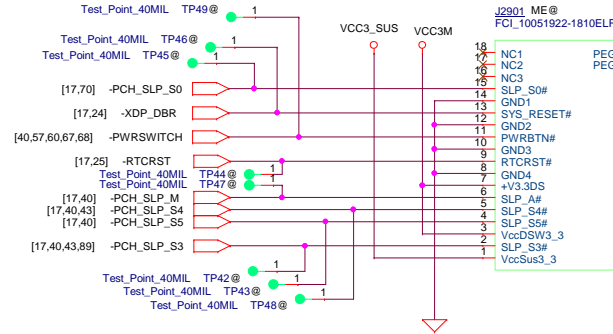 Test_Point_40MIL TP49@ 1
J2901 ME@
FCI_10051922-1810ELF
VCC3_SUS VCC3M
Test_Point_40MIL TP46@ 1
Test_Point_40MIL TP45@ 1
18 NC1 PEG
17 NC2 PEG
16 NC3
[17,70] -PCH_SLP_S0 15 SLP_S0#
14 GND1
[17,24] -XDP_DBR 13 SYS_RESET#
12 GND2
[40,57,60,67,68] -PWRSWITCH 11 PWRBTN#
10 GND3
[17,25] -RTCRST 9 RTCRST#
Test_Point_40MIL TP44@ 1 8 GND4
Test_Point_40MIL TP47@ 1 7 +V3.3DS
[17,40] -PCH_SLP_M 6 SLP_A#
[17,40,43] -PCH_SLP_S4 5 SLP_S4#
[17,40] -PCH_SLP_S5 4 SLP_S5#
3 VccDSW3_3
[17,40,43,89] -PCH_SLP_S3 2 SLP_S3#
1 VccSus3_3
Test_Point_40MIL TP42@ 1
Test_Point_40MIL TP43@ 1
Test_Point_40MIL TP48@ 1